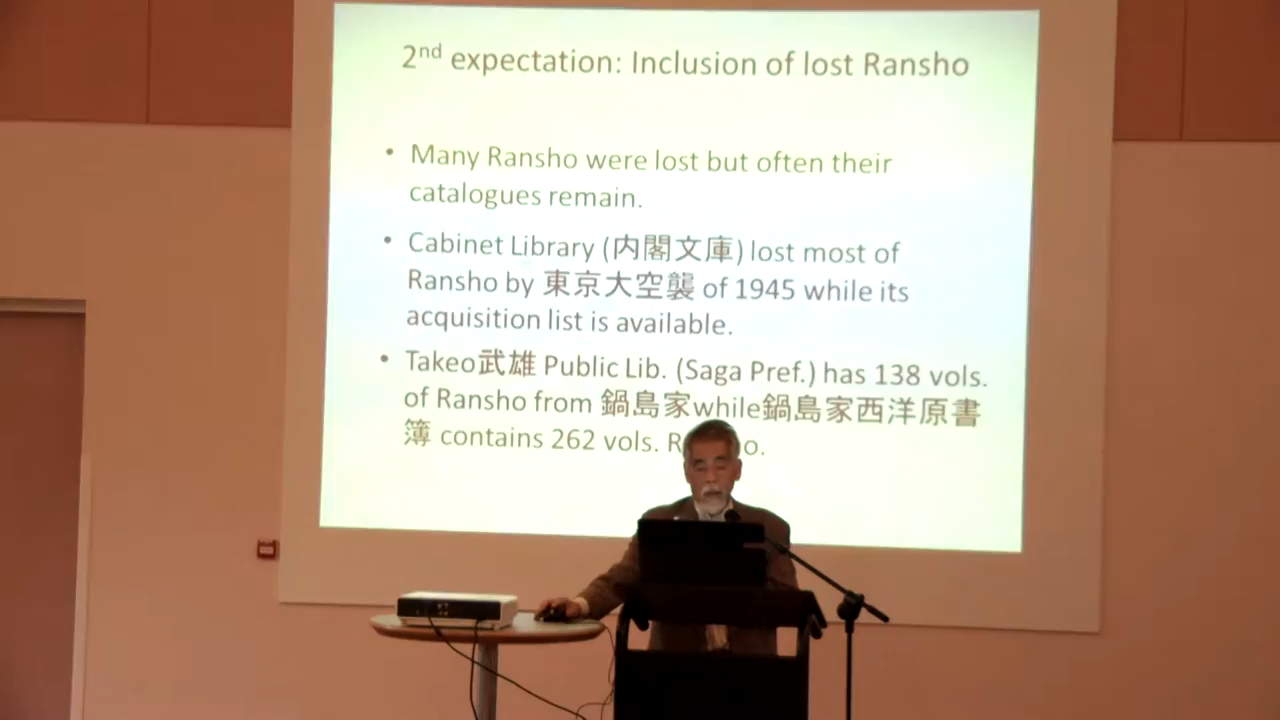 2nd expectation: Inclusion of lost Ransho
• Many Ransho were lost but often their
catalogues remain.
• Cabinet Library (内閣文庫) lost most of
Ransho by 東京大空襲 of 1945 while its
acquisition list is available.
• Takeo武雄 Public Lib. (Saga Pref.) has 138 vols.
of Ransho from 鍋島家while鍋島家西洋原書
簿 contains 262 vols.